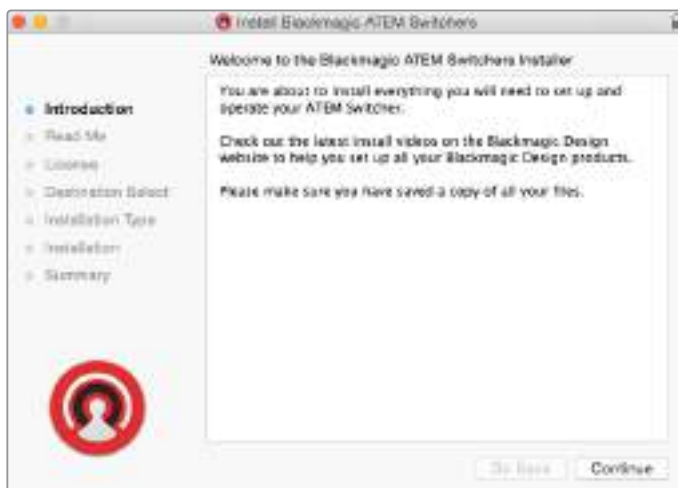 Install Blackmagic ATEM Switchers
Welcome to the Blackmagic ATEM Switchers Installer
Introduction
Read Me
License
Destination Select
Installation Type
Installation
Summary
You are about to install everything you will need to set up and
operate your ATEM Switcher.
Check out the latest install videos on the Blackmagic Design
website to help you set up all your Blackmagic Design products.
Please make sure you have saved a copy of all your files.
Go Back
Continue